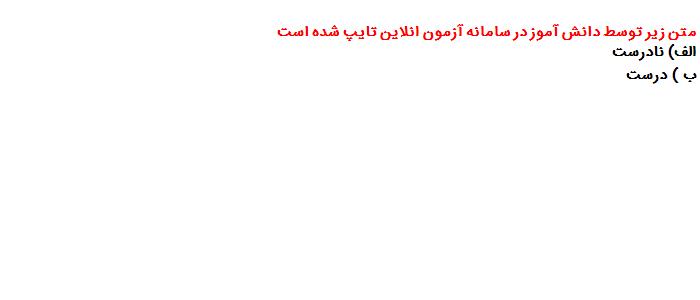 متن زیر توسط دانش آموز در سامانه آزمون انلاین تایپ شده است
الف) نادرست
ب ) درست